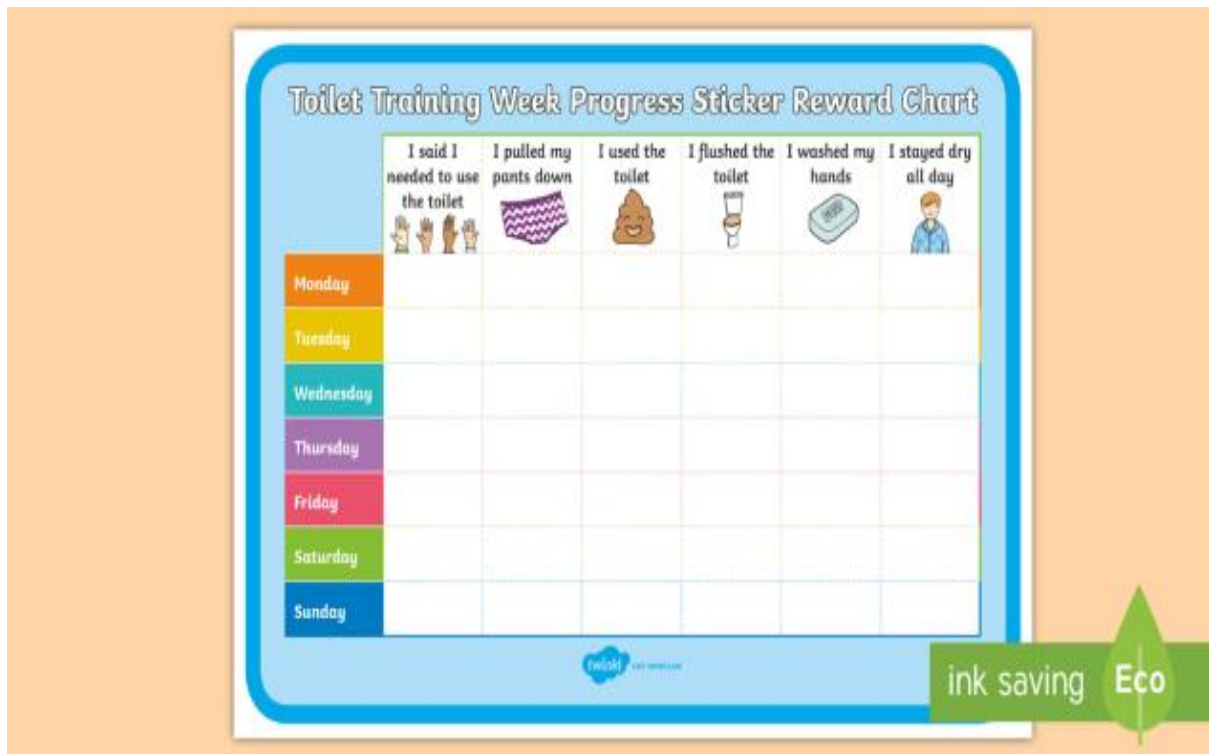 Toilet Training Week Progress Sticker Reward Chart
I said I
needed to use
the toilet
I pulled my
pants down
I used the
toilet
I flushed the
toilet
I washed my
hands
I stayed dry
all day
Monday
Tuesday
Wednesday
Thursday
Friday
Saturday
Sunday
twinkl
ink saving
Eco